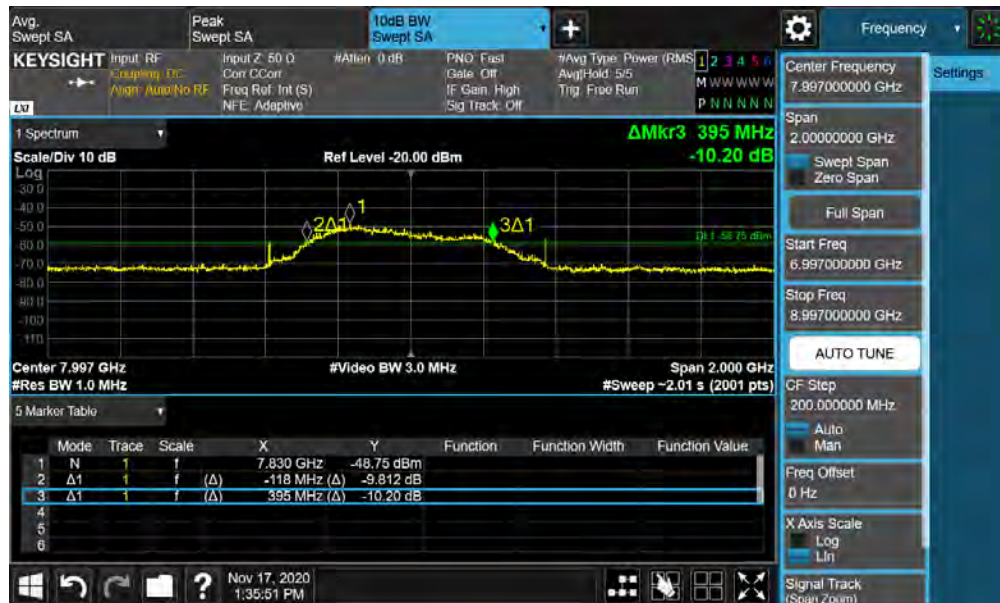 Avg.
Swept SA
Peak
Swept SA
10dB BW
Swept SA
+
Frequency
KEYSIGHT
Input: RF
Coupling: DC
Align: Auto/No RF
Input Z: 50 Ω
Corr CCorr
Freq Ref: Int (S)
NFE: Adaptive
#Atten: 0 dB
PNO: Fast
Gate: Off
IF Gain: High
Sig Track: Off
#Avg Type: Power (RMS
Avg|Hold: 5/5
Trig: Free Run
1 2 3 4 5 6
M W W W W W
P N N N N N
LXI
1 Spectrum
Scale/Div 10 dB
Ref Level -20.00 dBm
ΔMkr3 395 MHz
-10.20 dB
Log
-30.0
-40.0
-50.0
-60.0
-70.0
-80.0
-90.0
-100
-110
2Δ1
1
3Δ1
DL1 -58.75 dBm
Center 7.997 GHz
#Video BW 3.0 MHz
Span 2.000 GHz
#Res BW 1.0 MHz
#Sweep ~2.01 s (2001 pts)
5 Marker Table
Mode Trace Scale X Y Function Function Width Function Value
1 N 1 f 7.830 GHz -48.75 dBm
2 Δ1 1 f (Δ) -118 MHz (Δ) -9.812 dB
3 Δ1 1 f (Δ) 395 MHz (Δ) -10.20 dB
4
5
6
Nov 17, 2020
1:35:51 PM
?
Center Frequency
7.997000000 GHz
Settings
Span
2.00000000 GHz
Swept Span
Zero Span
Full Span
Start Freq
6.997000000 GHz
Stop Freq
8.997000000 GHz
AUTO TUNE
CF Step
200.000000 MHz
Auto
Man
Freq Offset
0 Hz
X Axis Scale
Log
Lin
Signal Track
(Span Zoom)